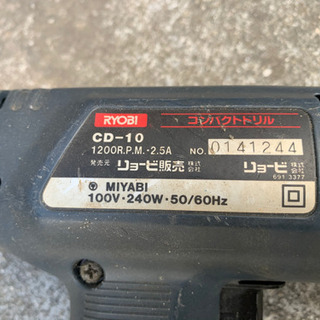 RYOBI コンパクトドリル
CD-10
1200R.P.M.・2.5A NO. 0141244
発売元 リョービ販売 株式会社 リョービ 株式会社
691 3377
MIYABI
100V・240W・50/60Hz